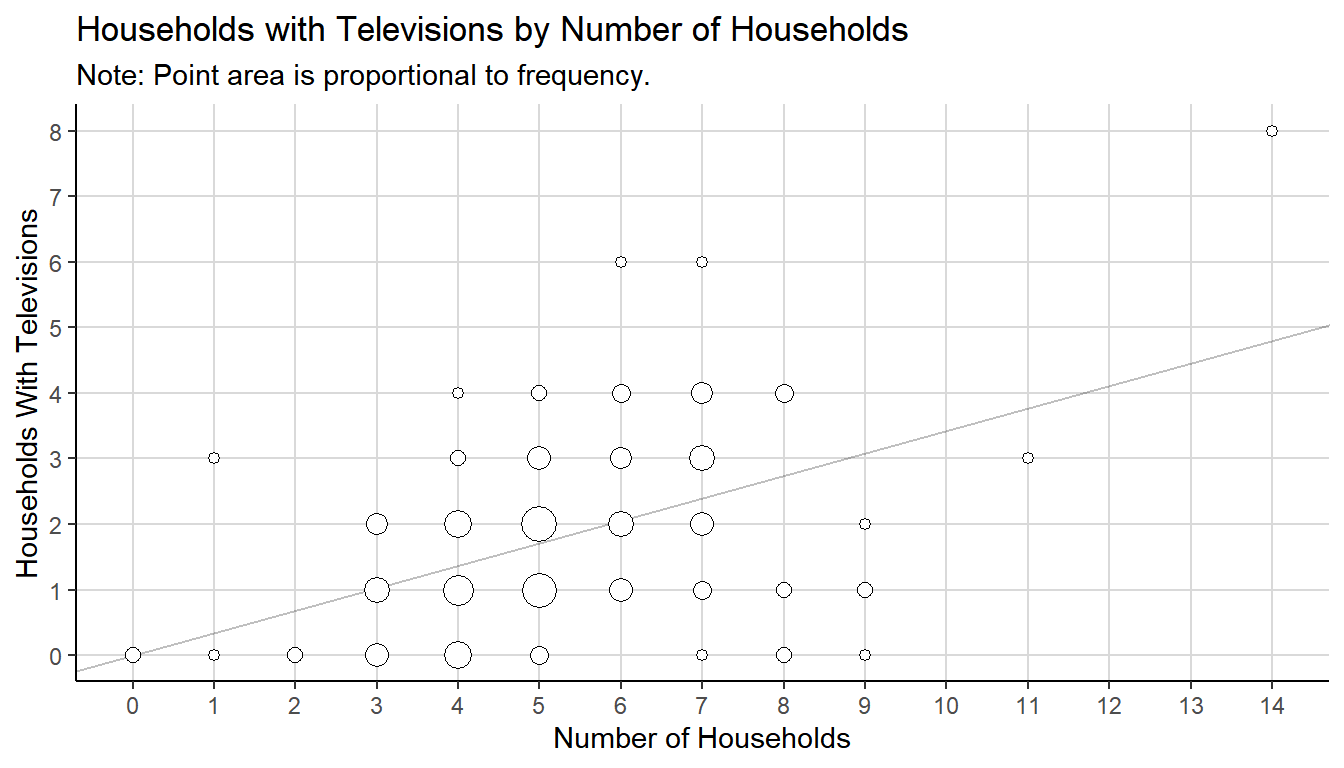 Households with Televisions by Number of Households
Note: Point area is proportional to frequency.
Households With Televisions
8
7
6
5
4
3
2
1
0
0 1 2 3 4 5 6 7 8 9 10 11 12 13 14
Number of Households